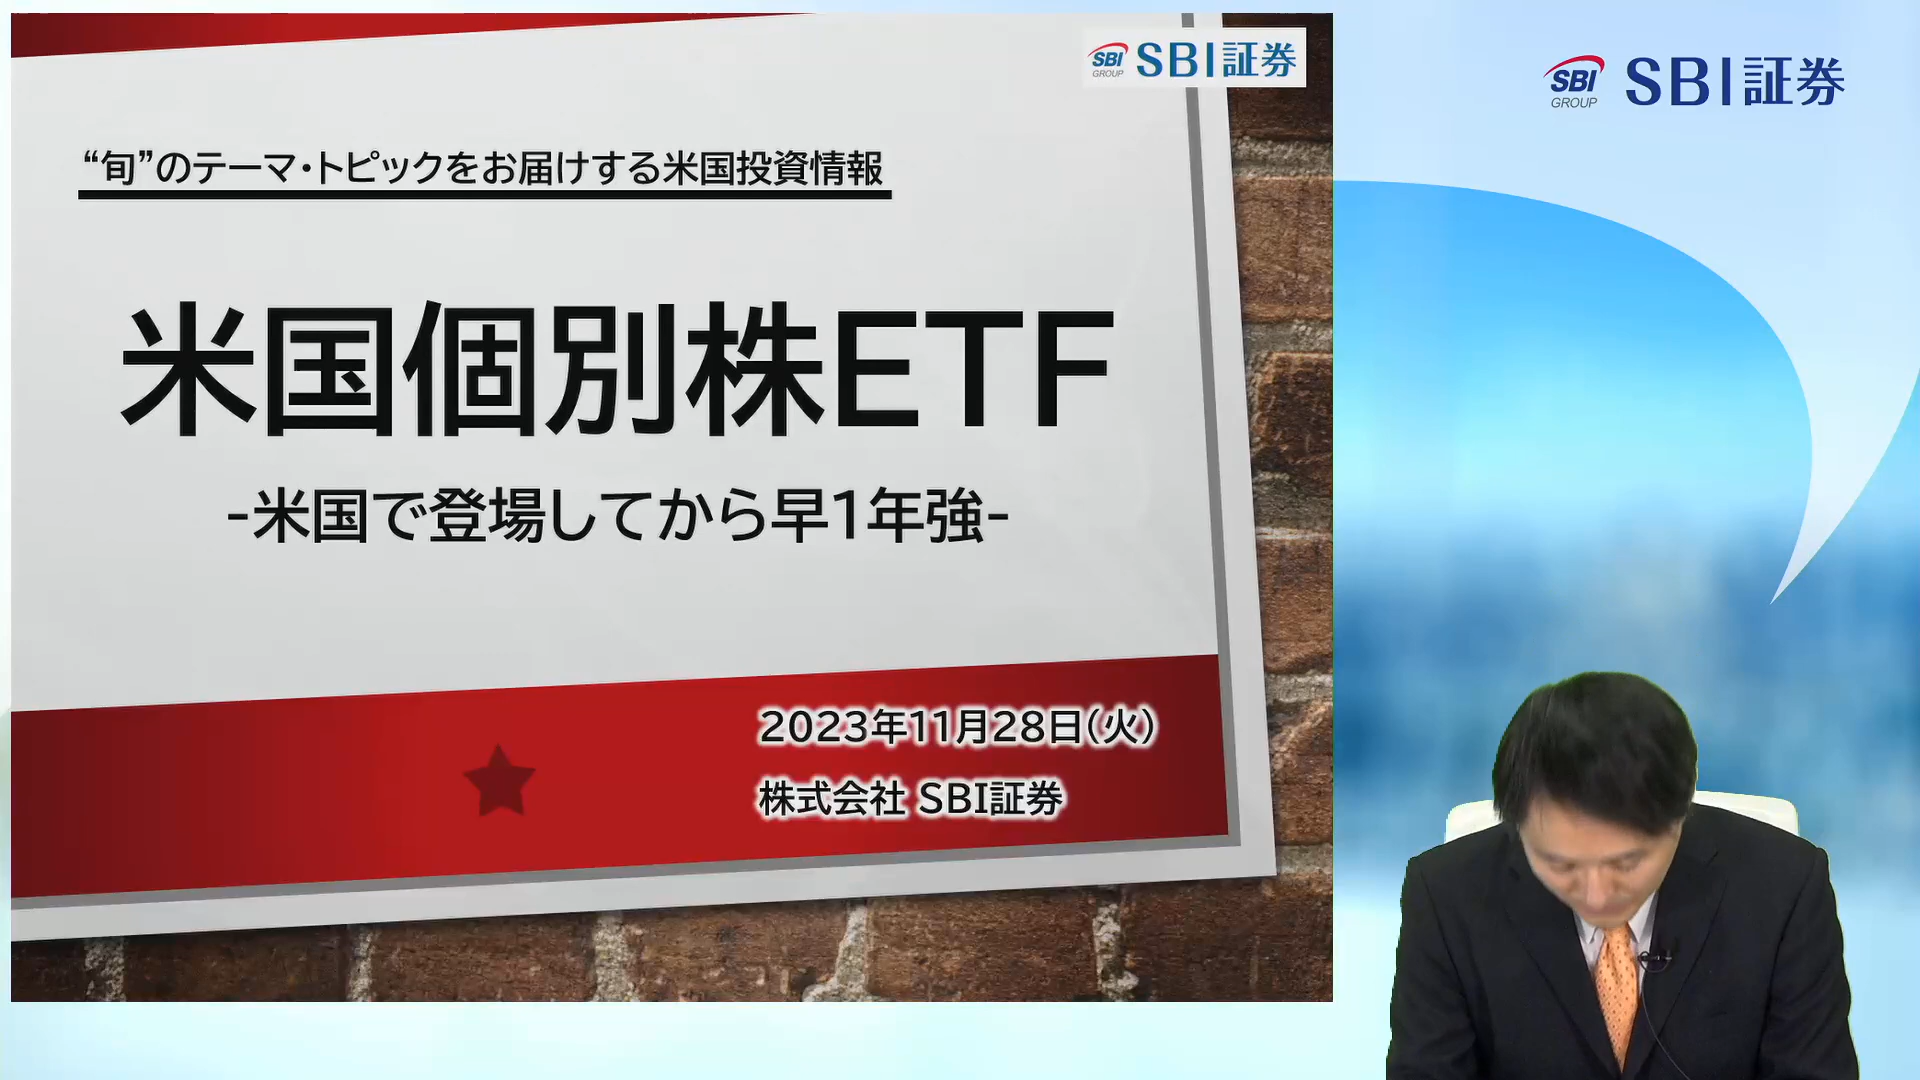 SBI GROUP SBI証券
“旬”のテーマ・トピックをお届けする米国投資情報
米国個別株ETF
-米国で登場してから早1年強-
2023年11月28日(火)
株式会社 SBI証券
SBI GROUP SBI証券